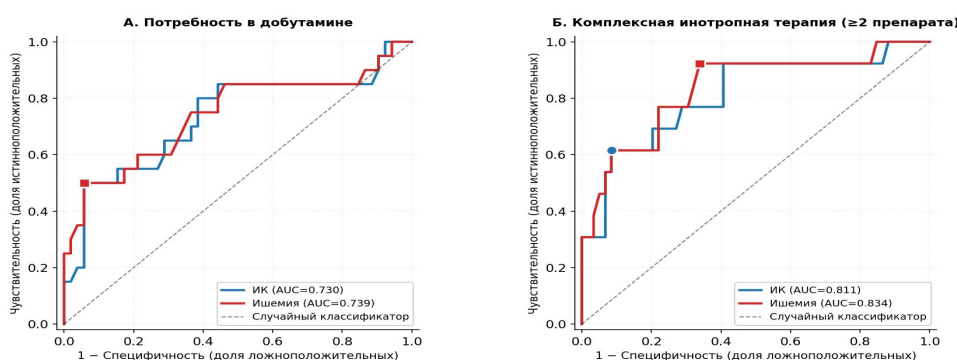 А. Потребность в добутамине
Чувствительность (доля истинноположительных)
1.0
0.8
0.6
0.4
0.2
0.0
ИК (AUC=0.730)
Ишемия (AUC=0.739)
Случайный классификатор
0.0 0.2 0.4 0.6 0.8 1.0
1 − Специфичность (доля ложноположительных)
Б. Комплексная инотропная терапия (≥2 препарата)
Чувствительность (доля истинноположительных)
1.0
0.8
0.6
0.4
0.2
0.0
ИК (AUC=0.811)
Ишемия (AUC=0.834)
Случайный классификатор
0.0 0.2 0.4 0.6 0.8 1.0
1 − Специфичность (доля ложноположительных)